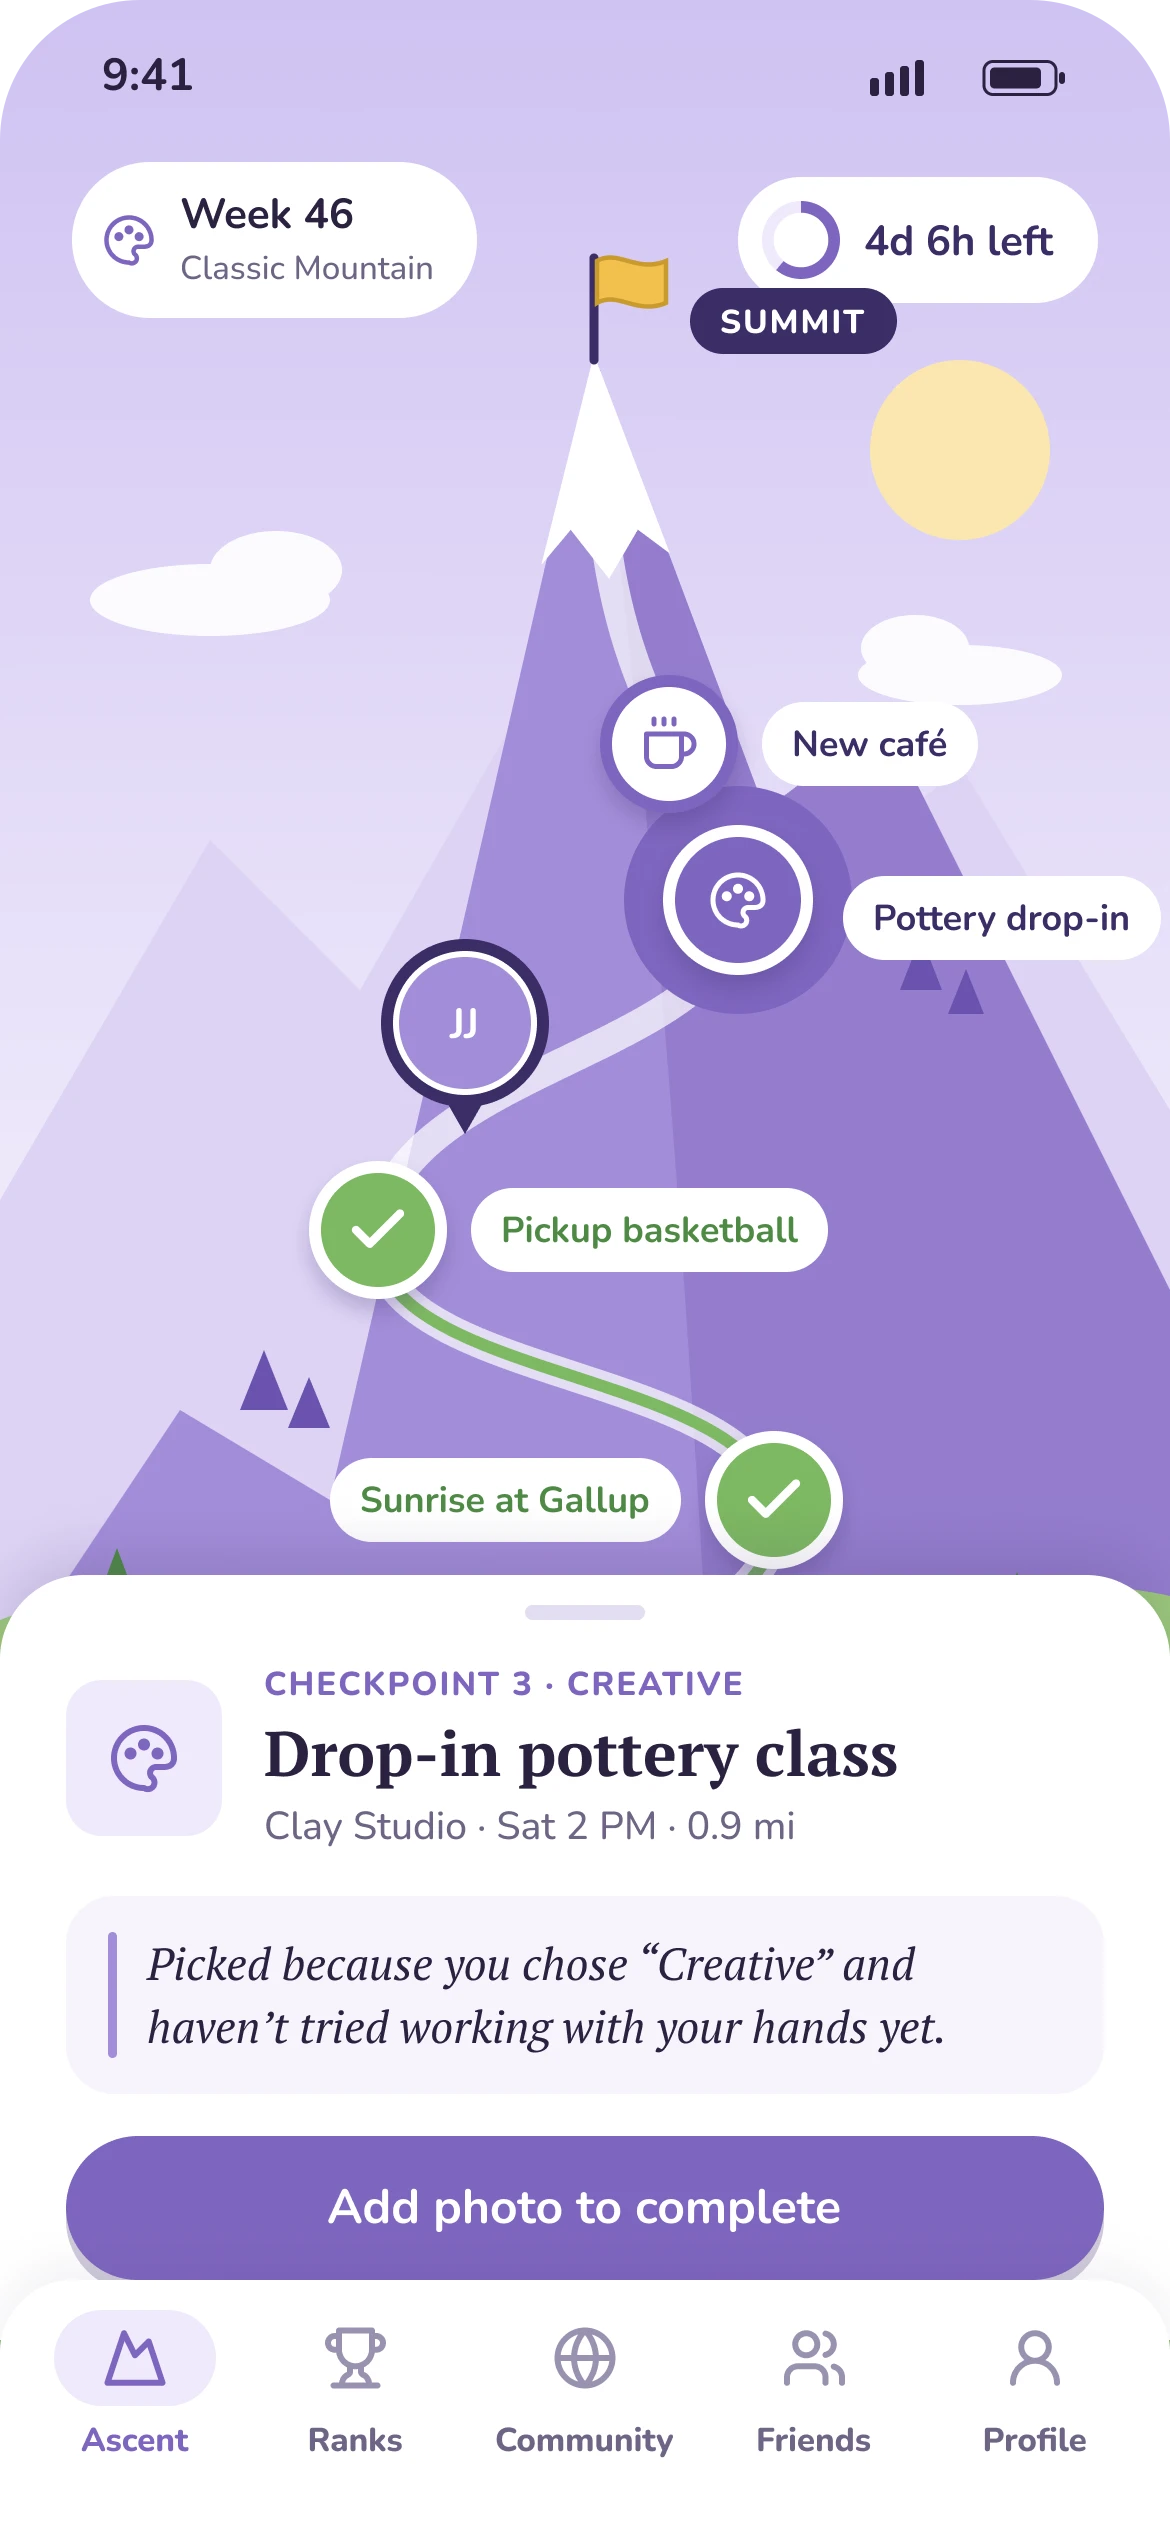 9:41
Week 46
Classic Mountain
4d 6h left
SUMMIT
New café
Pottery drop-in
JJ
Pickup basketball
Sunrise at Gallup
CHECKPOINT 3 · CREATIVE
Drop-in pottery class
Clay Studio · Sat 2 PM · 0.9 mi
Picked because you chose “Creative” and
haven’t tried working with your hands yet.
Add photo to complete
Ascent
Ranks
Community
Friends
Profile